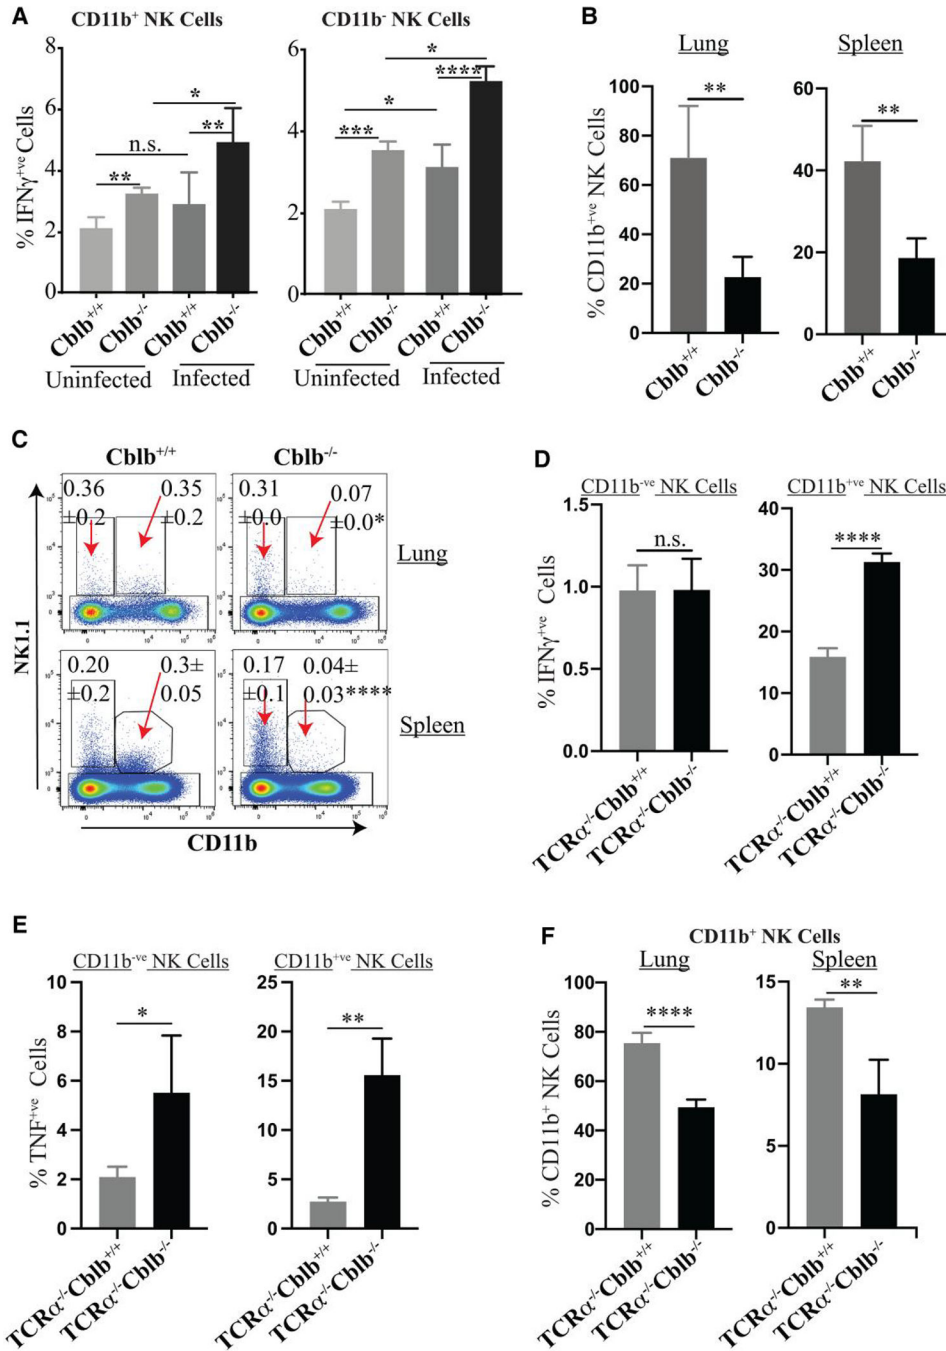 A
CD11b+ NK Cells
CD11b- NK Cells
% IFNγ+ve Cells
8
6
4
2
0
n.s.
**
**
*
6
4
2
0
***
*
****
*
Cblb+/+
Cblb-/-
Cblb+/+
Cblb-/-
Uninfected
Infected
Cblb+/+
Cblb-/-
Cblb+/+
Cblb-/-
Uninfected
Infected
B
Lung
Spleen
% CD11b+ve NK Cells
100
80
60
40
20
0
**
60
40
20
0
**
Cblb+/+
Cblb-/-
Cblb+/+
Cblb-/-
C
Cblb+/+
Cblb-/-
0.36
±0.2
0.35
±0.2
0.31
±0.0
0.07
±0.0*
Lung
0.20
±0.2
0.3±
0.05
0.17
±0.1
0.04±
0.03****
Spleen
NK1.1
CD11b
D
CD11b-ve NK Cells
CD11b+ve NK Cells
% IFNγ+ve Cells
1.5
1.0
0.5
0.0
n.s.
40
30
20
10
0
****
TCRα-/-Cblb+/+
TCRα-/-Cblb-/-
TCRα-/-Cblb+/+
TCRα-/-Cblb-/-
E
CD11b-ve NK Cells
CD11b+ve NK Cells
% TNF+ve Cells
10
8
6
4
2
0
*
25
20
15
10
5
0
**
TCRα-/-Cblb+/+
TCRα-/-Cblb-/-
TCRα-/-Cblb+/+
TCRα-/-Cblb-/-
F
CD11b+ NK Cells
Lung
Spleen
% CD11b+ NK Cells
100
80
60
40
20
0
****
15
10
5
0
**
TCRα-/-Cblb+/+
TCRα-/-Cblb-/-
TCRα-/-Cblb+/+
TCRα-/-Cblb-/-